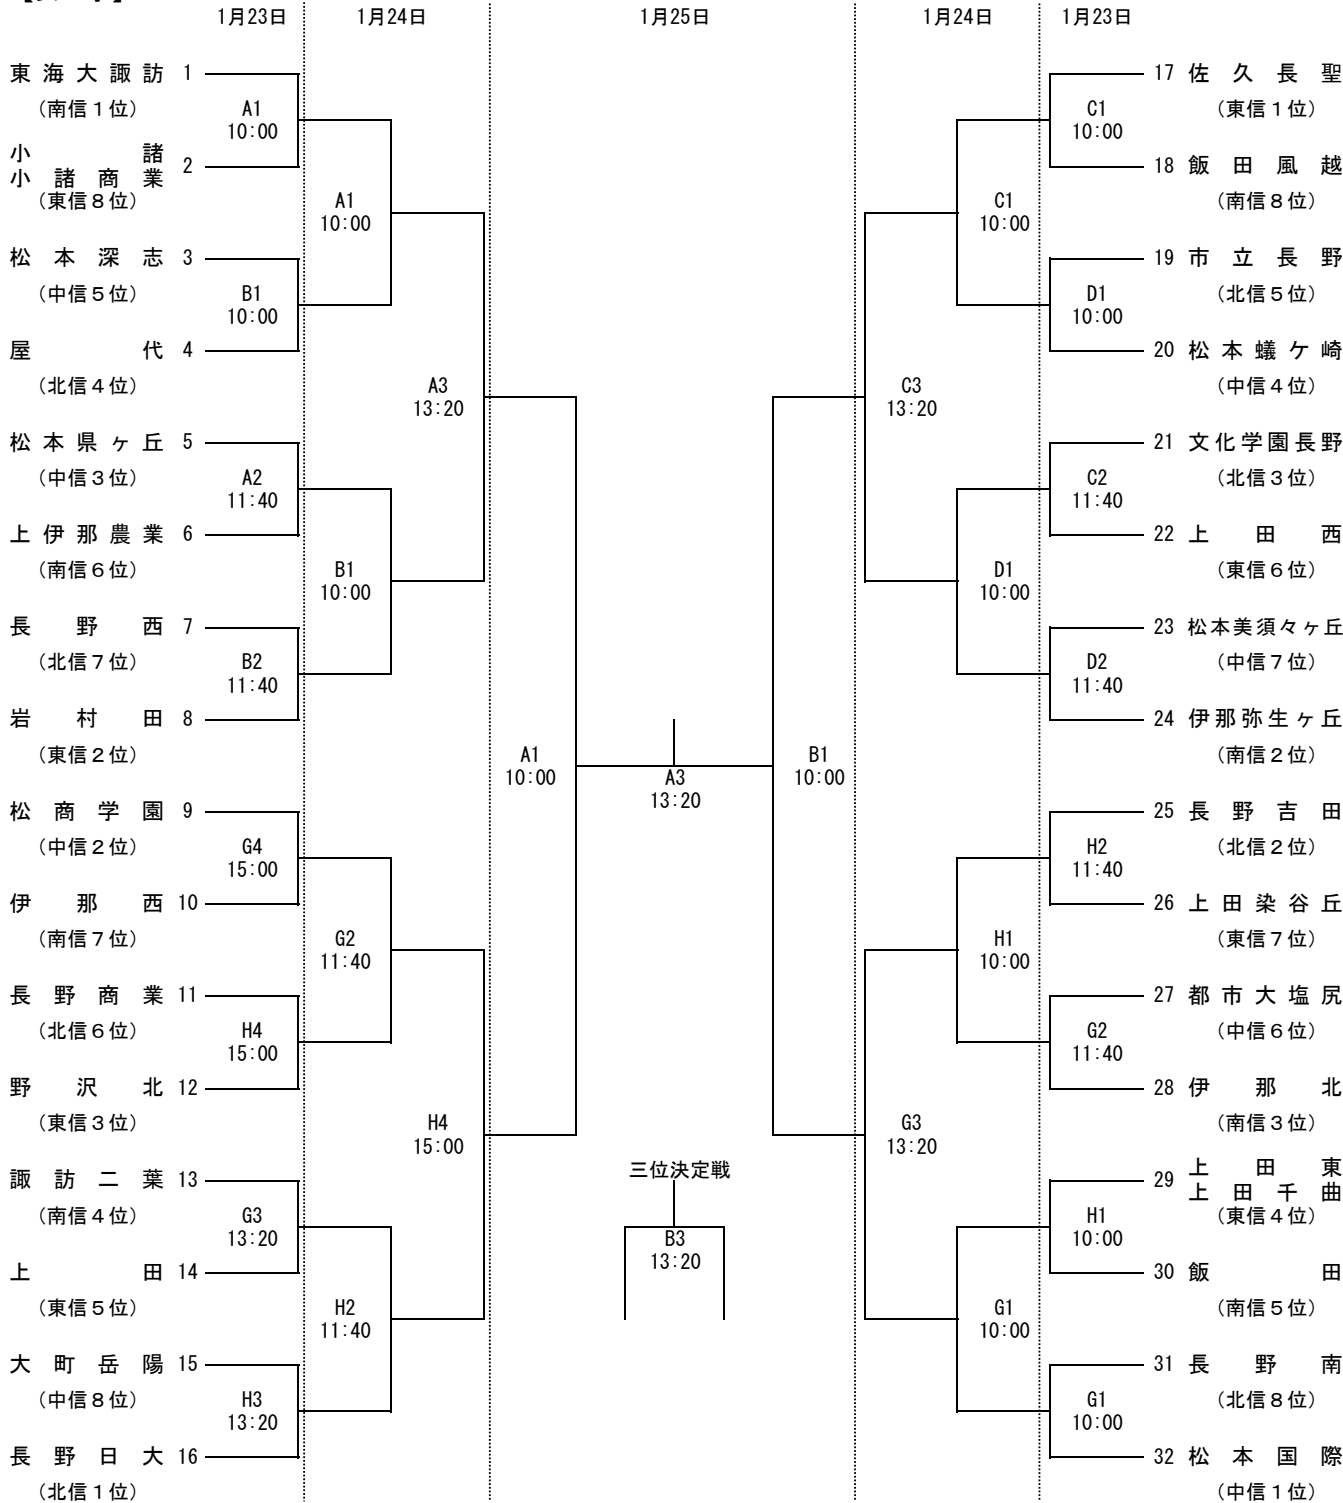 1月23日 1月24日 1月25日 1月24日 1月23日
東海大諏訪 1
（南信１位）
A1
10:00
小諸
小諸商業 2
（東信８位）
A1
10:00
松本深志 3
（中信５位）
B1
10:00
屋代 4
（北信４位）
A3
13:20
松本県ヶ丘 5
（中信３位）
A2
11:40
上伊那農業 6
（南信６位）
B1
10:00
長野西 7
（北信７位）
B2
11:40
岩村田 8
（東信２位）
A1
10:00
松商学園 9
（中信２位）
G4
15:00
伊那西 10
（南信７位）
G2
11:40
長野商業 11
（北信６位）
H4
15:00
野沢北 12
（東信３位）
H4
15:00
諏訪二葉 13
（南信４位）
G3
13:20
上田 14
（東信５位）
H2
11:40
大町岳陽 15
（中信８位）
H3
13:20
長野日大 16
（北信１位）
A3
13:20
三位決定戦
B3
13:20
17 佐久長聖
（東信１位）
C1
10:00
18 飯田風越
（南信８位）
C1
10:00
19 市立長野
（北信５位）
D1
10:00
20 松本蟻ケ崎
（中信４位）
C3
13:20
21 文化学園長野
（北信３位）
C2
11:40
22 上田西
（東信６位）
D1
10:00
23 松本美須々ヶ丘
（中信７位）
D2
11:40
24 伊那弥生ヶ丘
（南信２位）
B1
10:00
25 長野吉田
（北信２位）
H2
11:40
26 上田染谷丘
（東信７位）
H1
10:00
27 都市大塩尻
（中信６位）
G2
11:40
28 伊那北
（南信３位）
G3
13:20
29 上田東
上田千曲
（東信４位）
H1
10:00
30 飯田
（南信５位）
G1
10:00
31 長野南
（北信８位）
G1
10:00
32 松本国際
（中信１位）